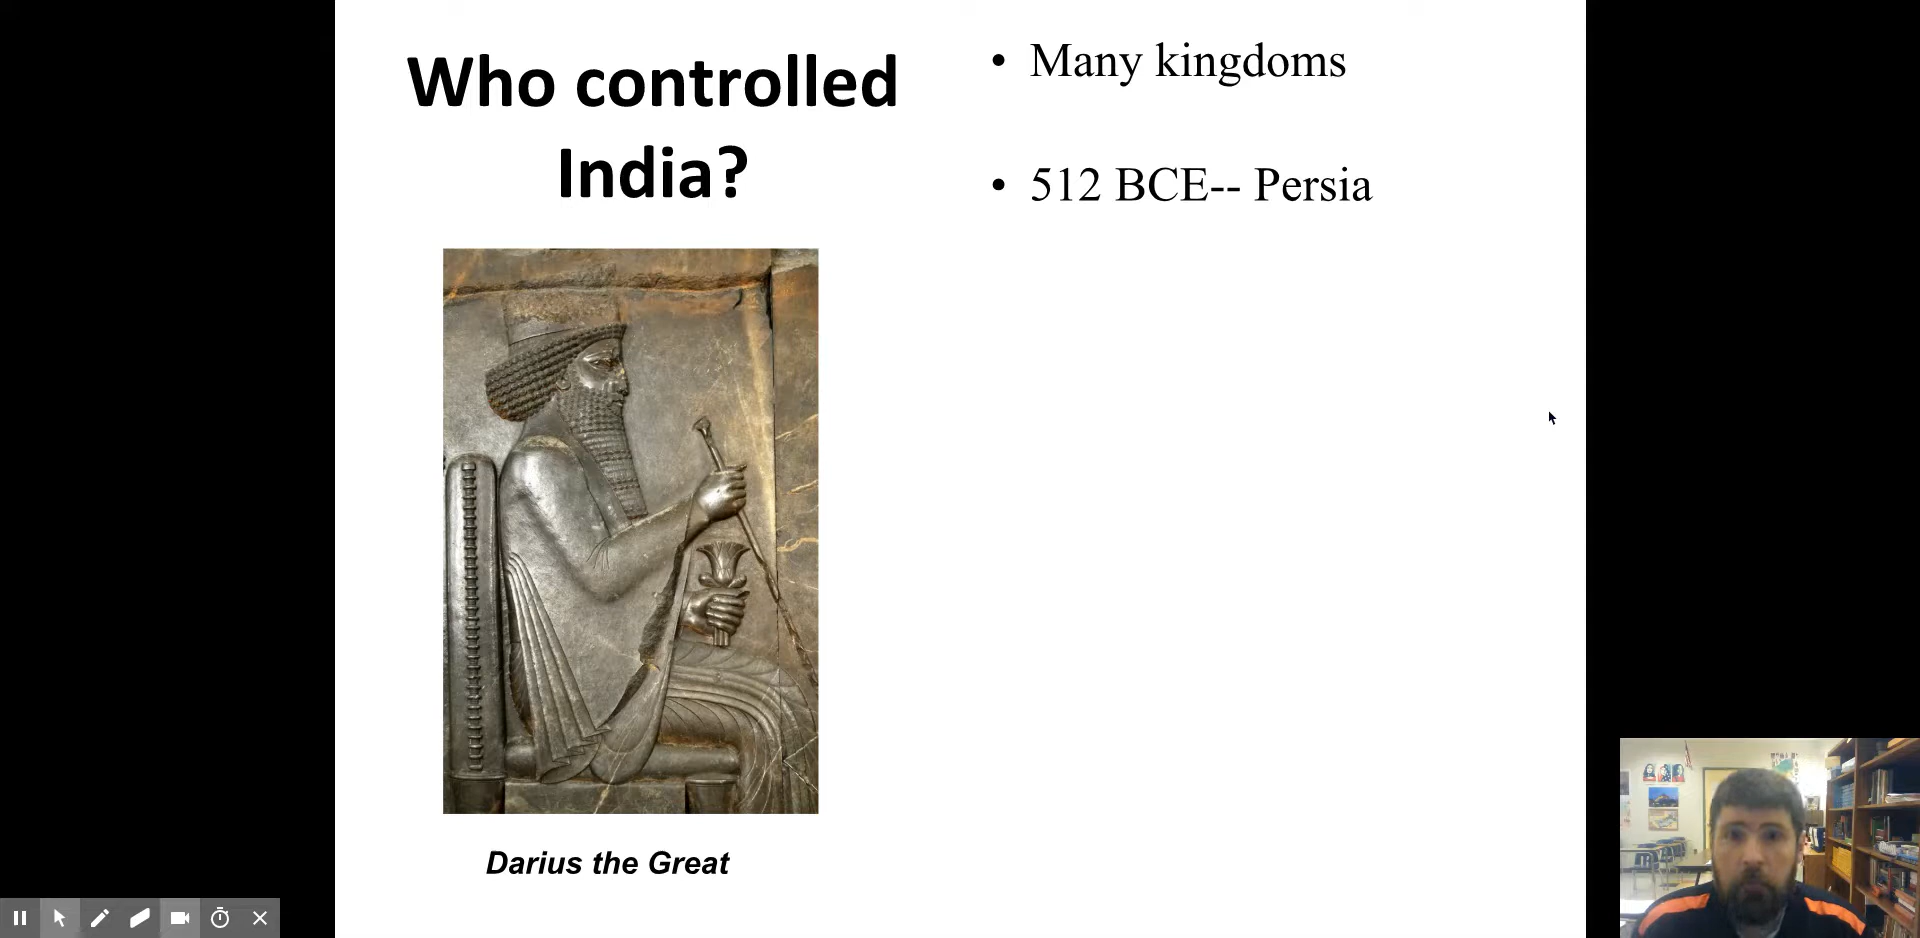 Who controlled
India?
• Many kingdoms
• 512 BCE-- Persia
Darius the Great